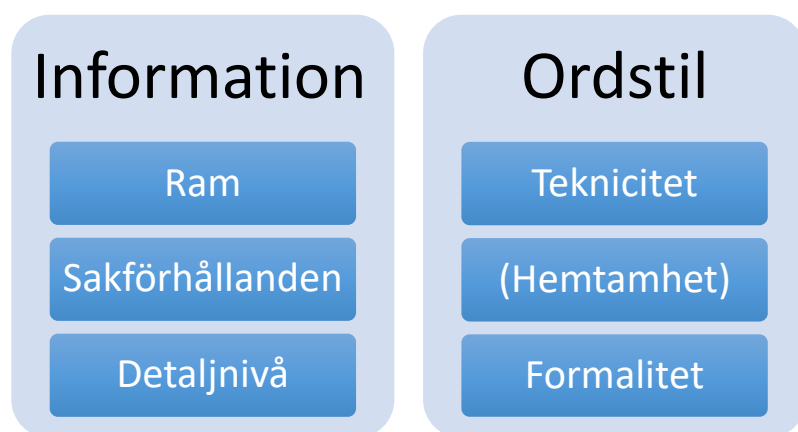 Information
Ram
Sakförhållanden
Detaljnivå
Ordstil
Teknicitet
(Hemtamhet)
Formalitet